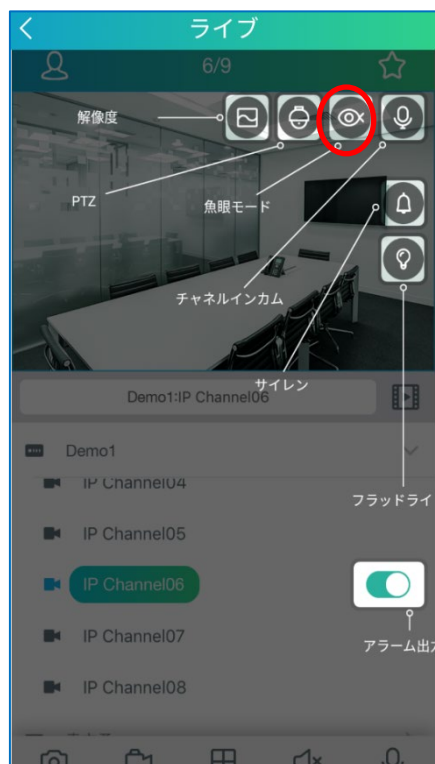 ライブ
6/9
解像度
PTZ
魚眼モード
チャネルインカム
サイレン
Demo1:IP Channel06
Demo1
IP Channel04
IP Channel05
フラッドライ
IP Channel06
IP Channel07
アラーム出力
IP Channel08